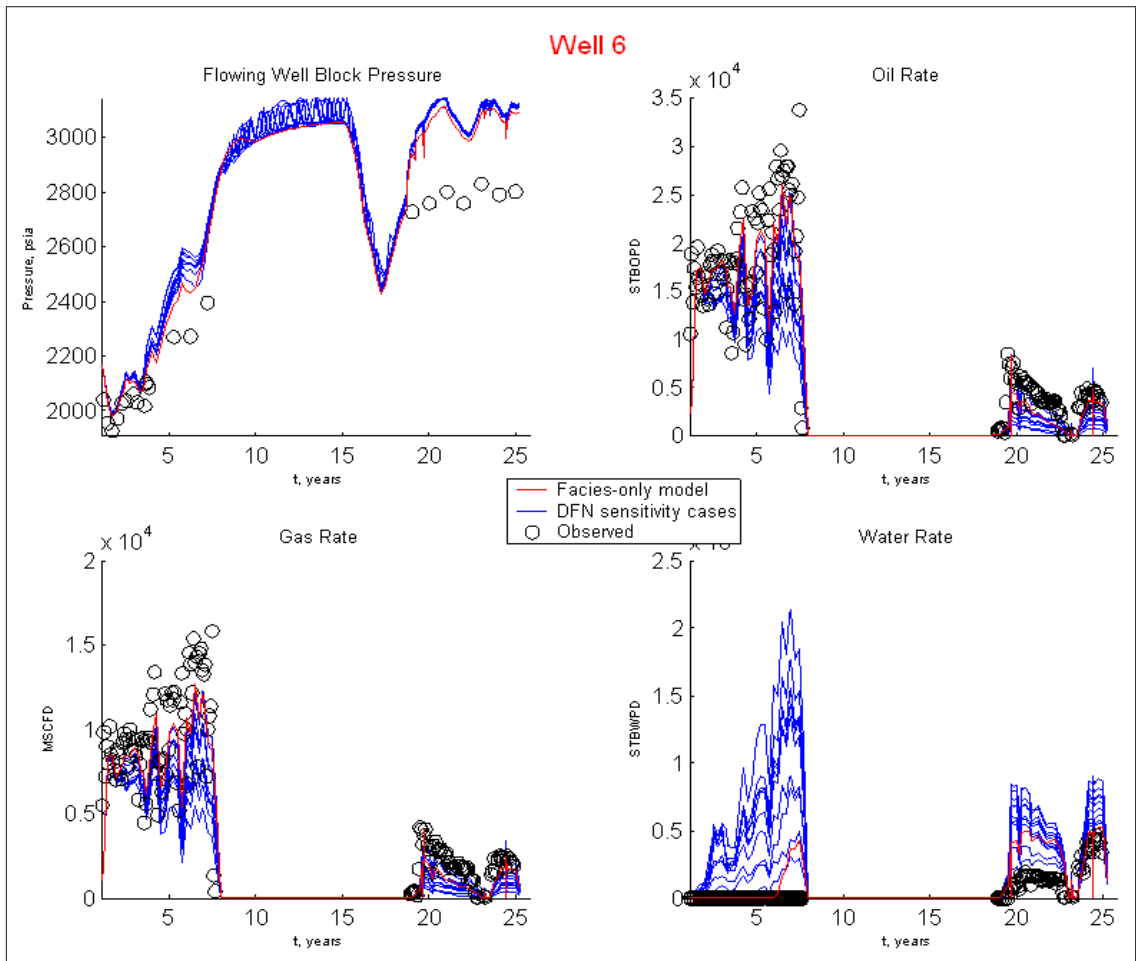 Well 6
Flowing Well Block Pressure
Pressure, psia
3000
2800
2600
2400
2200
2000
5 10 15 20 25
t, years
x 10^4
Oil Rate
STBOPD
3.5
3
2.5
2
1.5
1
0.5
0
5 10 15 20 25
t, years
Facies-only model
DFN sensitivity cases
Observed
x 10^4
Gas Rate
MSCFD
2
1.5
1
0.5
0
5 10 15 20 25
t, years
Water Rate
STBWPD
2.5
2
1.5
1
0.5
0
5 10 15 20 25
t, years